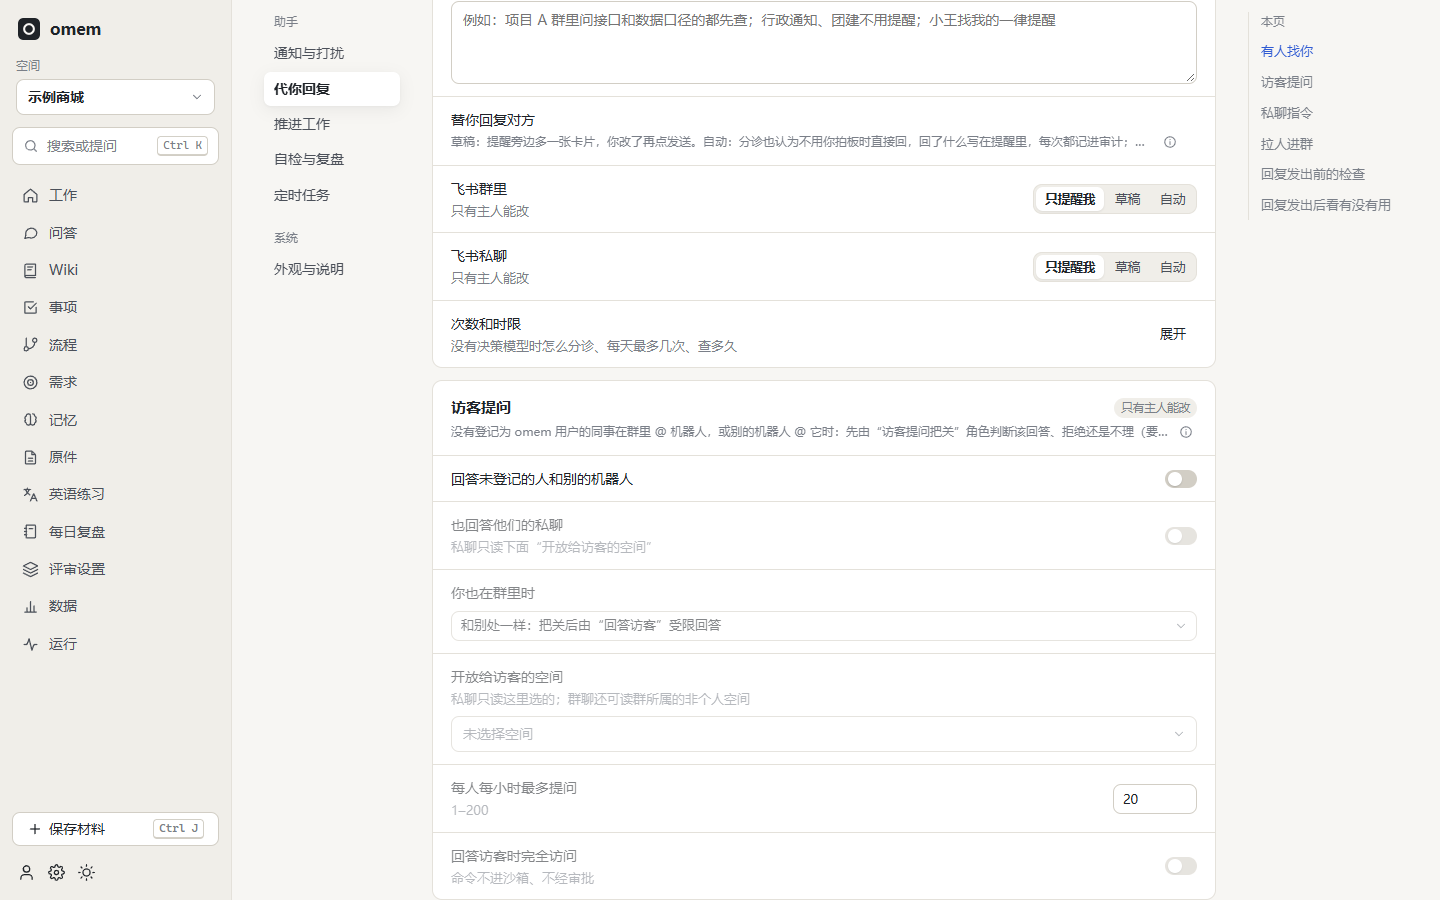 omem
空间
示例商城
搜索或提问 Ctrl K
工作
问答
Wiki
事项
流程
需求
记忆
原件
英语练习
每日复盘
评审设置
数据
运行
保存材料 Ctrl J
助手
通知与打扰
代你回复
推进工作
自检与复盘
定时任务
系统
外观与说明
例如：项目 A 群里问接口和数据口径的都先查；行政通知、团建不用提醒；小王找我的一律提醒
替你回复对方
草稿：提醒旁边多一张卡片，你改了再点发送。自动：分诊也认为不用你拍板时直接回，回了什么写在提醒里，每次都记进审计；...
飞书群里
只有主人能改
只提醒我 草稿 自动
飞书私聊
只有主人能改
只提醒我 草稿 自动
次数和时限
没有决策模型时怎么分诊、每天最多几次、查多久
展开
访客提问
只有主人能改
没有登记为 omem 用户的同事在群里 @ 机器人，或别的机器人 @ 它时：先由“访客提问把关”角色判断该回答、拒绝还是不理（要...
回答未登记的人和别的机器人
也回答他们的私聊
私聊只读下面“开放给访客的空间”
你也在群里时
和别处一样：把关后由“回答访客”受限回答
开放给访客的空间
私聊只读这里选的；群聊还可读群所属的非个人空间
未选择空间
每人每小时最多提问
1–200
20
回答访客时完全访问
命令不进沙箱、不经审批
本页
有人找你
访客提问
私聊指令
拉人进群
回复发出前的检查
回复发出后看有没有用